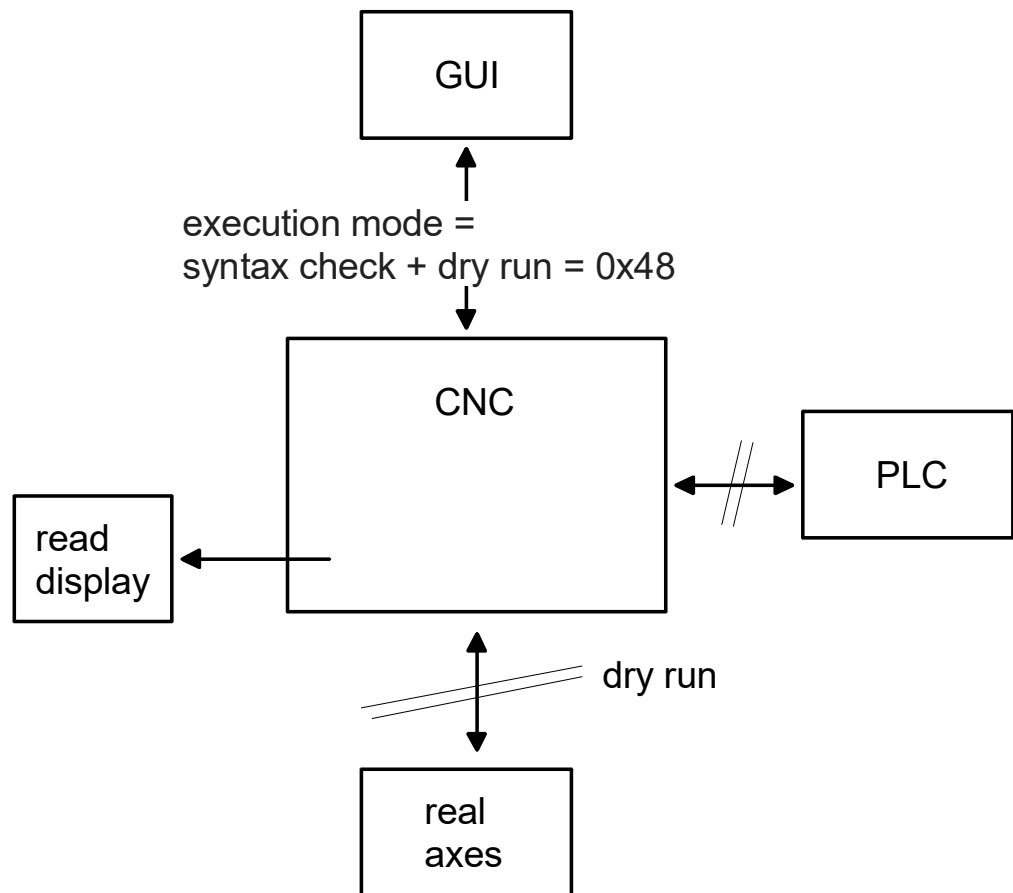 GUI
execution mode =
syntax check + dry run = 0x48
CNC
PLC
read
display
dry run
real
axes